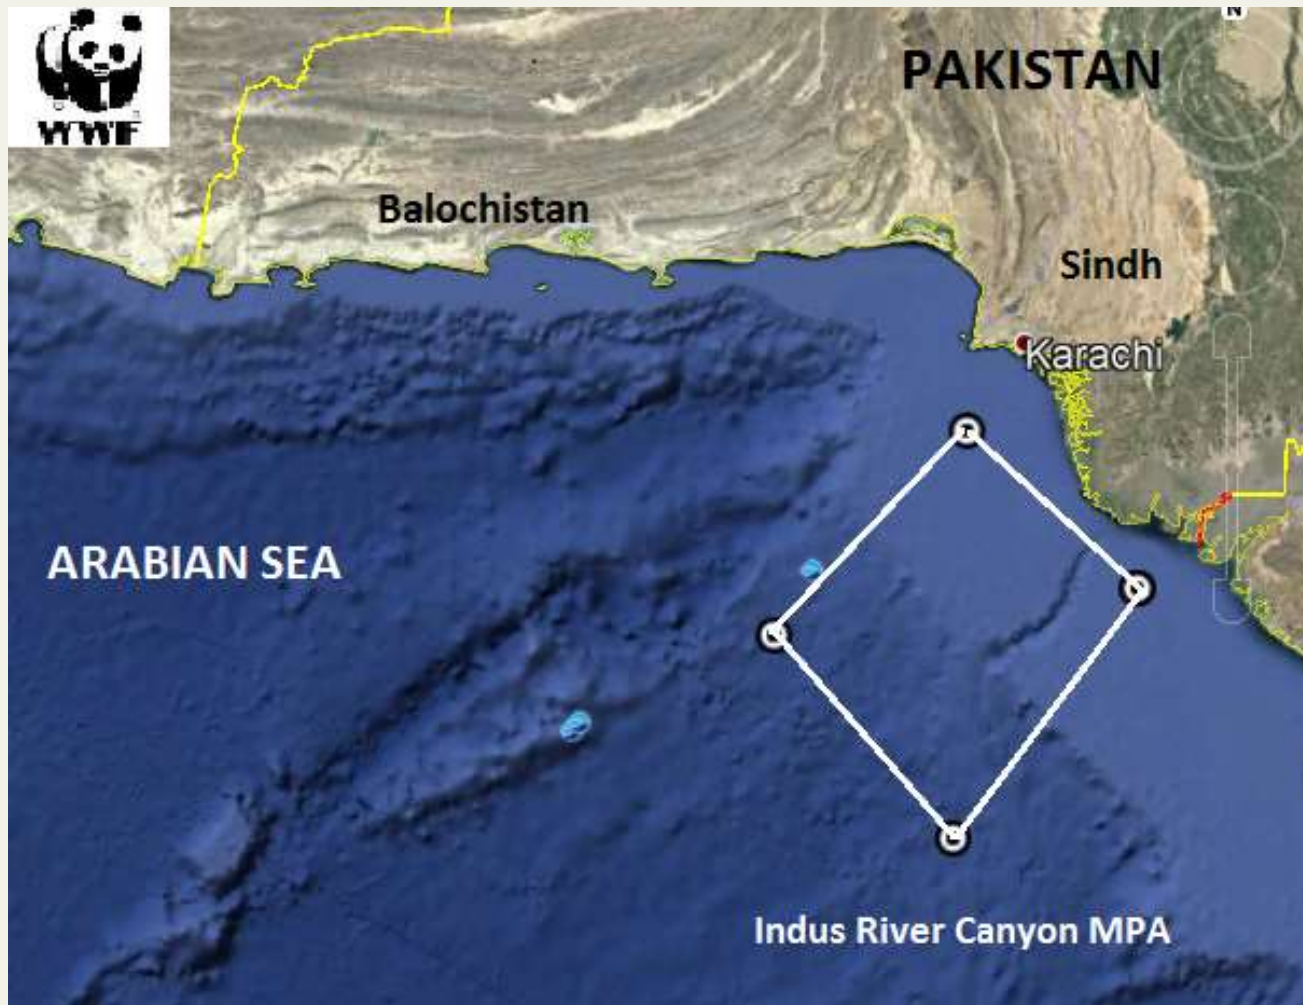 N
WWF
PAKISTAN
Balochistan
Sindh
Karachi
ARABIAN SEA
Indus River Canyon MPA